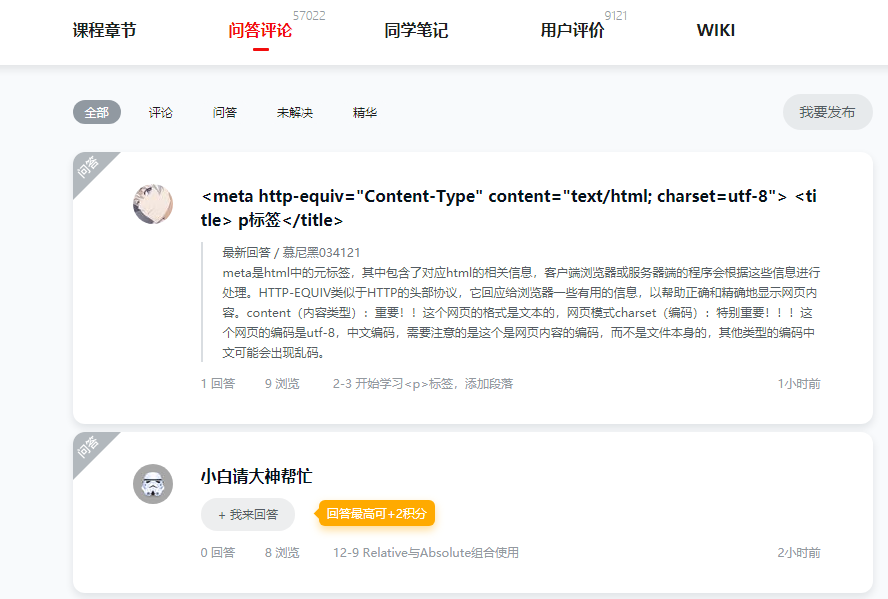 课程章节 问答评论 57022 同学笔记 用户评价 9121 WIKI
全部 评论 问答 未解决 精华 我要发布
问答
<meta http-equiv="Content-Type" content="text/html; charset=utf-8"> <ti
tle> p标签</title>
最新回答 / 慕尼黑034121
meta是html中的元标签，其中包含了对应html的相关信息，客户端浏览器或服务器端的程序会根据这些信息进行
处理。HTTP-EQUIV类似于HTTP的头部协议，它回应给浏览器一些有用的信息，以帮助正确和精确地显示网页内
容。content（内容类型）：重要！！这个网页的格式是文本的，网页模式charset（编码）：特别重要！！！这
个网页的编码是utf-8，中文编码，需要注意的是这个是网页内容的编码，而不是文件本身的，其他类型的编码中
文可能会出现乱码。
1 回答 9 浏览 2-3 开始学习<p>标签，添加段落 1小时前
问答
小白请大神帮忙
+ 我来回答 回答最高可+2积分
0 回答 8 浏览 12-9 Relative与Absolute组合使用 2小时前